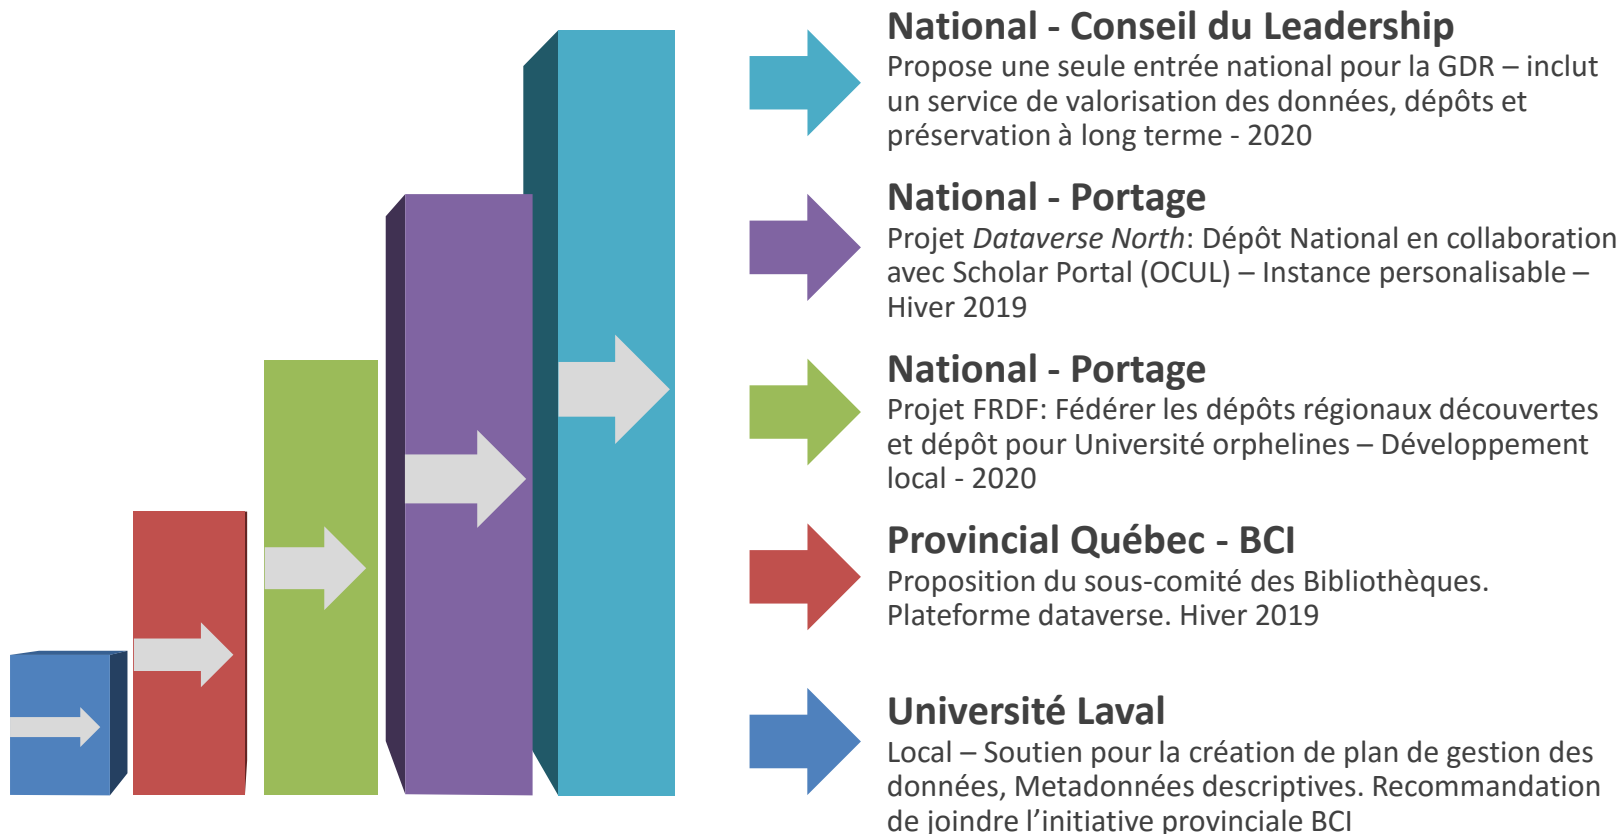 National - Conseil du Leadership
Propose une seule entrée national pour la GDR – inclut
un service de valorisation des données, dépôts et
préservation à long terme - 2020
National - Portage
Projet Dataverse North: Dépôt National en collaboration
avec Scholar Portal (OCUL) – Instance personalisable –
Hiver 2019
National - Portage
Projet FRDF: Fédérer les dépôts régionaux découvertes
et dépôt pour Université orphelines – Développement
local - 2020
Provincial Québec - BCI
Proposition du sous-comité des Bibliothèques.
Plateforme dataverse. Hiver 2019
Université Laval
Local – Soutien pour la création de plan de gestion des
données, Metadonnées descriptives. Recommandation
de joindre l’initiative provinciale BCI